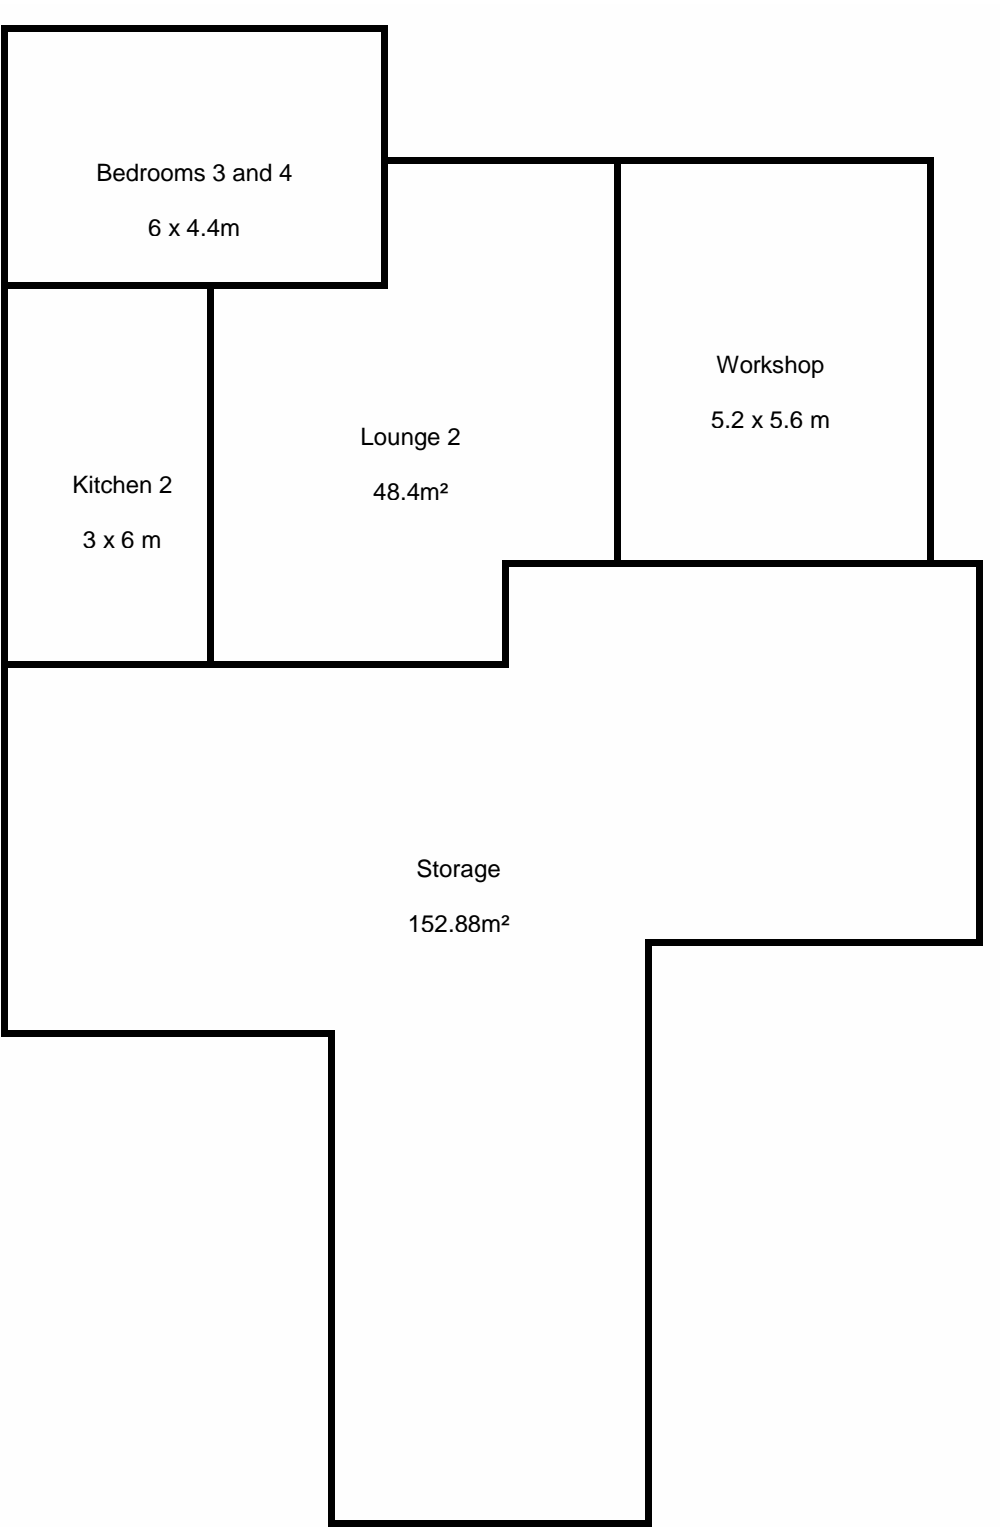 Bedrooms 3 and 4
6 x 4.4m
Workshop
5.2 x 5.6 m
Lounge 2
48.4m²
Kitchen 2
3 x 6 m
Storage
152.88m²